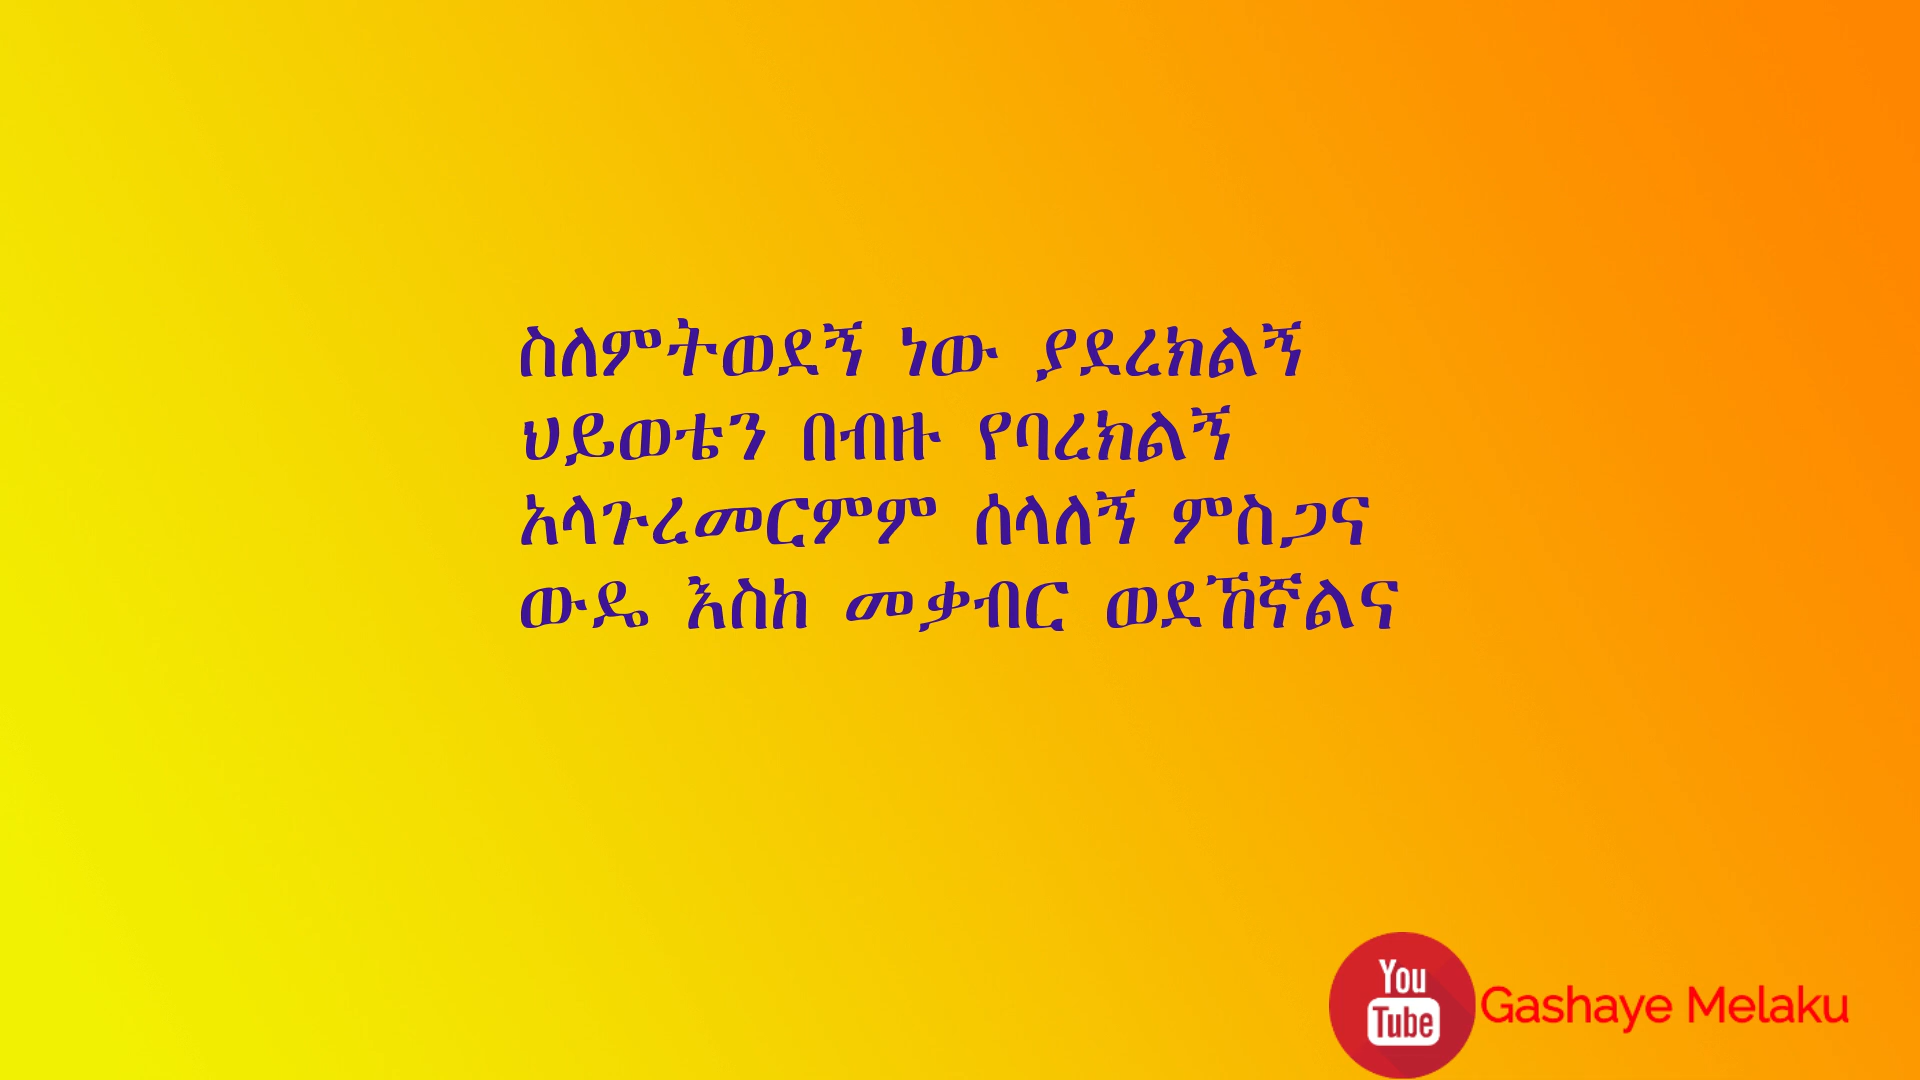 ስለምትወደኝ ነው ያደረክልኝ
ህይወቴን በብዙ የባረክልኝ
አላጉረመርምም ሰላለኝ ምስጋና
ውዴ እስከ መቃብር ወደኸኛልና
You
Tube
Gashaye Melaku